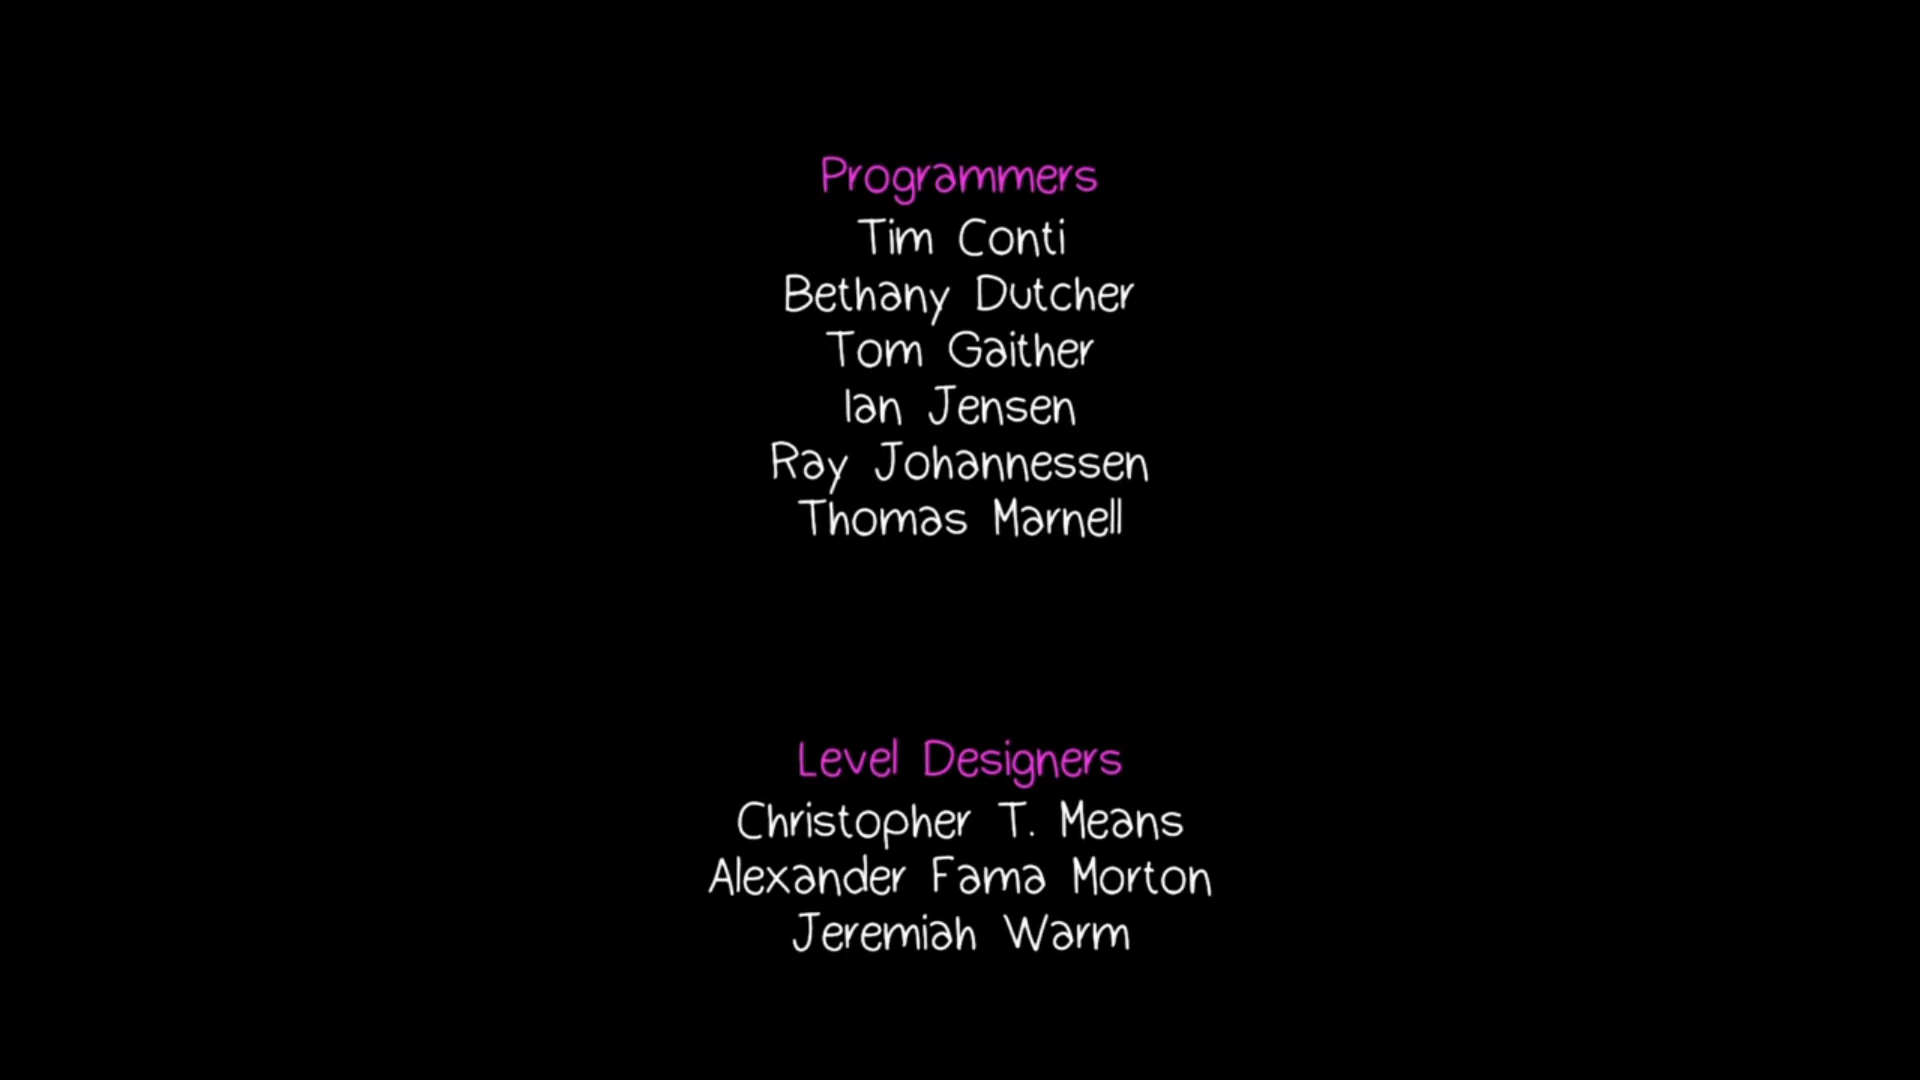 Programmers
Tim Conti
Bethany Dutcher
Tom Gaither
Ian Jensen
Ray Johannessen
Thomas Marnell
Level Designers
Christopher T. Means
Alexander Fama Morton
Jeremiah Warm